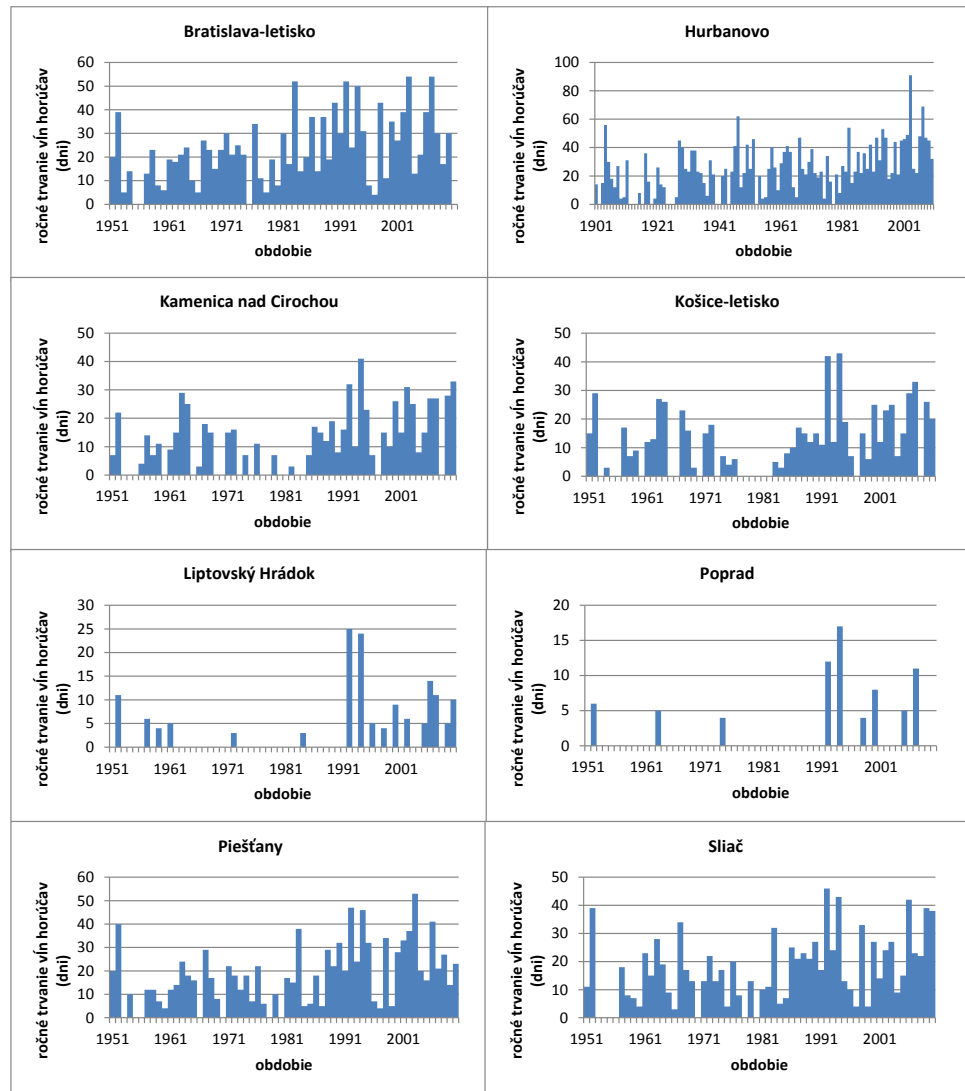 Bratislava-letisko
ročné trvanie vĺn horúčav
(dni)
60
50
40
30
20
10
0
1951 1961 1971 1981 1991 2001
obdobie
Hurbanovo
ročné trvanie vĺn horúčav
(dni)
100
80
60
40
20
0
1901 1921 1941 1961 1981 2001
obdobie
Kamenica nad Cirochou
ročné trvanie vĺn horúčav
(dni)
50
40
30
20
10
0
1951 1961 1971 1981 1991 2001
obdobie
Košice-letisko
ročné trvanie vĺn horúčav
(dni)
50
40
30
20
10
0
1951 1961 1971 1981 1991 2001
obdobie
Liptovský Hrádok
ročné trvanie vĺn horúčav
(dni)
30
25
20
15
10
5
0
1951 1961 1971 1981 1991 2001
obdobie
Poprad
ročné trvanie vĺn horúčav
(dni)
20
15
10
5
0
1951 1961 1971 1981 1991 2001
obdobie
Piešťany
ročné trvanie vĺn horúčav
(dni)
60
50
40
30
20
10
0
1951 1961 1971 1981 1991 2001
obdobie
Sliač
ročné trvanie vĺn horúčav
(dni)
50
40
30
20
10
0
1951 1961 1971 1981 1991 2001
obdobie